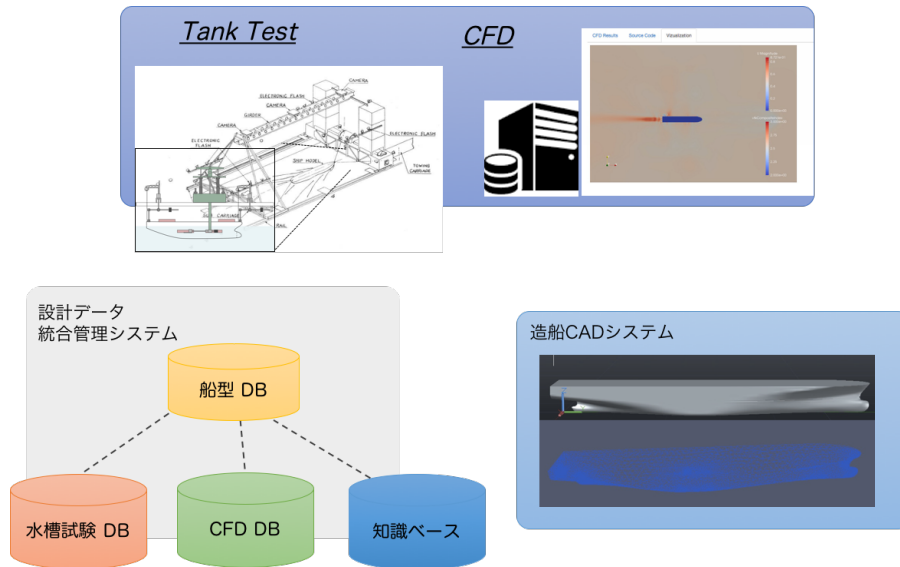 Tank Test
CFD
CFD Results Source Code Visualization
CAMERA
ELECTRONIC FLASH
CAMERA
GIRDER
CAMERA
ELECTRONIC FLASH
ELECTRONIC FLASH
SHIP MODEL
TOWING CARRIAGE
SUB CARRIAGE
RAIL
設計データ
統合管理システム
船型 DB
水槽試験 DB
CFD DB
知識ベース
造船CADシステム